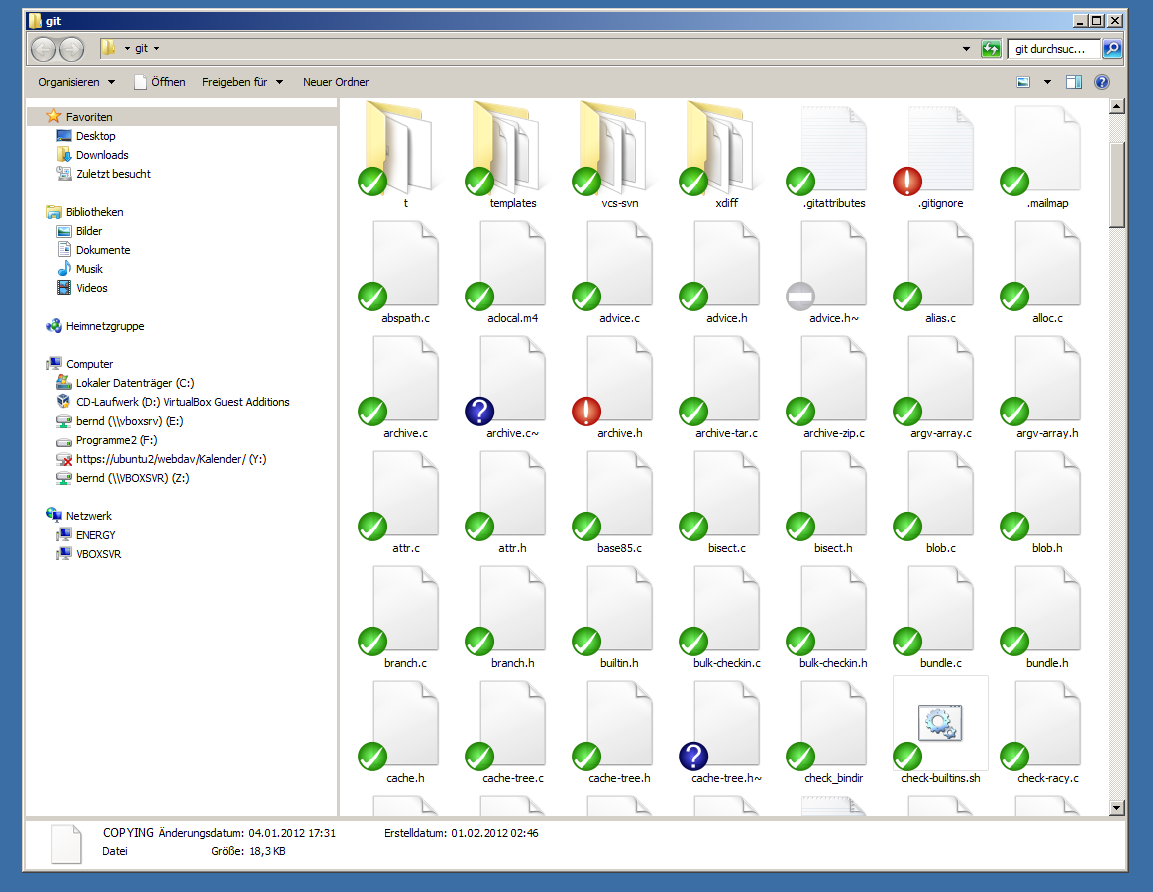 git
git
git durchsuc...
Organisieren Öffnen Freigeben für Neuer Ordner
Favoriten
Desktop
Downloads
Zuletzt besucht
Bibliotheken
Bilder
Dokumente
Musik
Videos
Heimnetzgruppe
Computer
Lokaler Datenträger (C:)
CD-Laufwerk (D:) VirtualBox Guest Additions
bernd (\\vboxsrv) (E:)
Programme2 (F:)
https://ubuntu2/webdav/Kalender/ (Y:)
bernd (\\VBOXSVR) (Z:)
Netzwerk
ENERGY
VBOXSVR
t templates vcs-svn xdiff .gitattributes .gitignore .mailmap
abspath.c aclocal.m4 advice.c advice.h advice.h~ alias.c alloc.c
archive.c archive.c~ archive.h archive-tar.c archive-zip.c argv-array.c argv-array.h
attr.c attr.h base85.c bisect.c bisect.h blob.c blob.h
branch.c branch.h builtin.h bulk-checkin.c bulk-checkin.h bundle.c bundle.h
cache.h cache-tree.c cache-tree.h cache-tree.h~ check_bindir check-builtins.sh check-racy.c
COPYING Änderungsdatum: 04.01.2012 17:31 Erstelldatum: 01.02.2012 02:46
Datei Größe: 18,3 KB